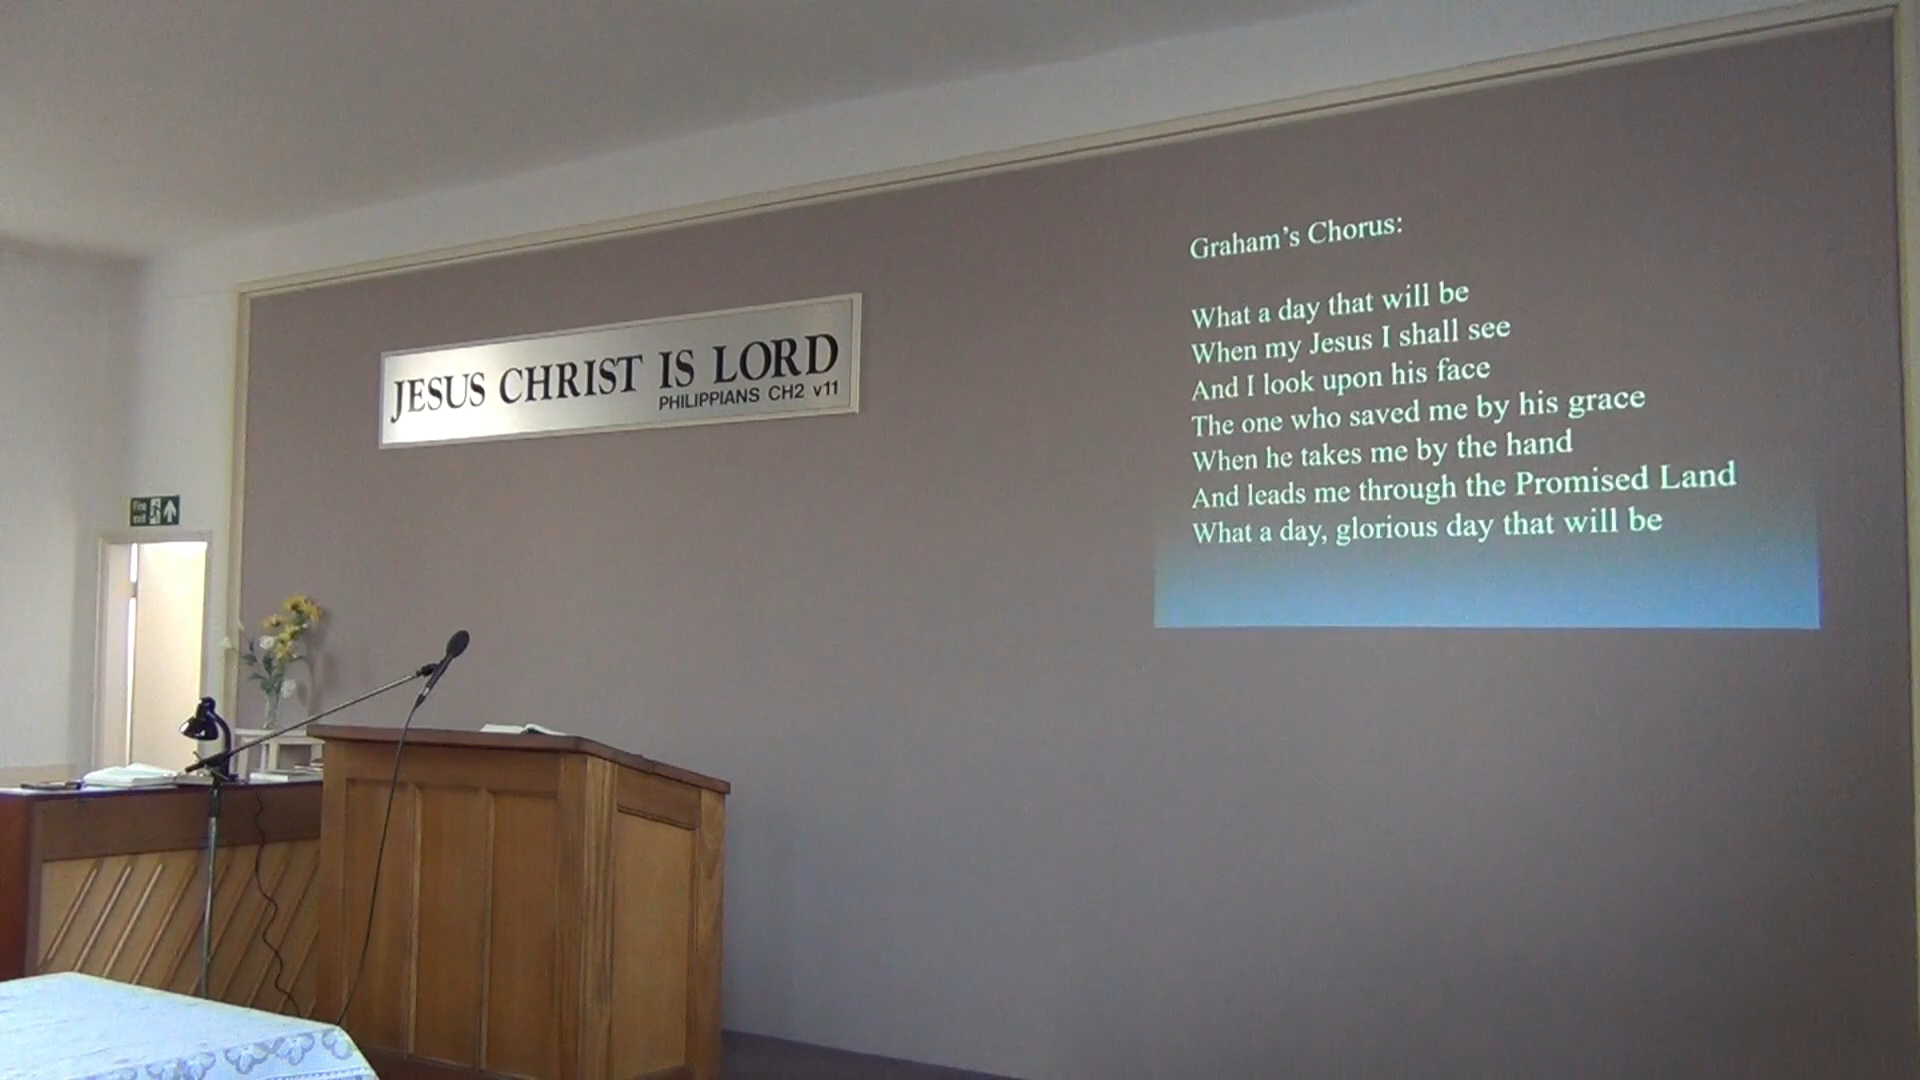 JESUS CHRIST IS LORD
PHILIPPIANS CH2 v11
Graham's Chorus:
What a day that will be
When my Jesus I shall see
And I look upon his face
The one who saved me by his grace
When he takes me by the hand
And leads me through the Promised Land
What a day, glorious day that will be
Fire
exit